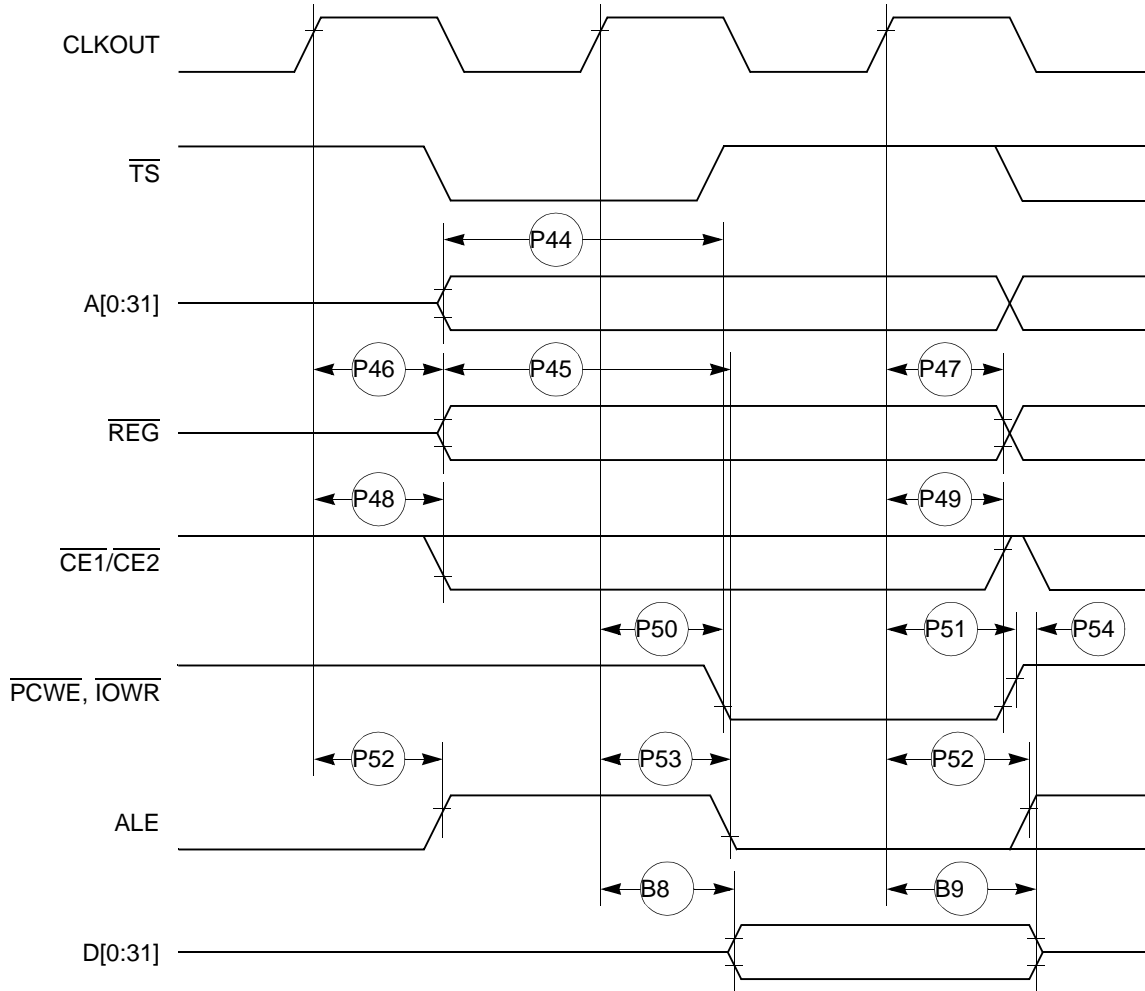 CLKOUT
TS
P44
A[0:31]
P46 P45 P47
REG
P48 P49
CE1/CE2
P50 P51 P54
PCWE, IOWR
P52 P53 P52
ALE
B8 B9
D[0:31]